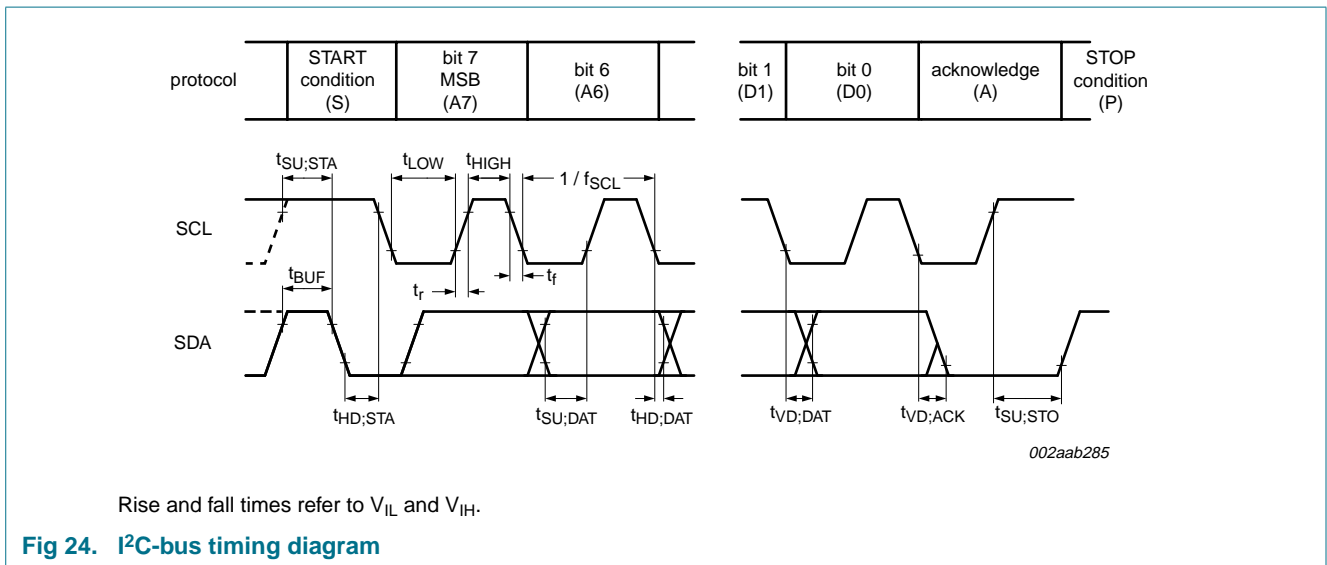 protocol
START
condition
(S)
bit 7
MSB
(A7)
bit 6
(A6)
bit 1
(D1)
bit 0
(D0)
acknowledge
(A)
STOP
condition
(P)
tSU;STA
tLOW
tHIGH
1 / fSCL
SCL
tBUF
tr
tf
SDA
tHD;STA
tSU;DAT
tHD;DAT
tVD;DAT
tVD;ACK
tSU;STO
002aab285
Rise and fall times refer to VIL and VIH.
Fig 24. I²C-bus timing diagram